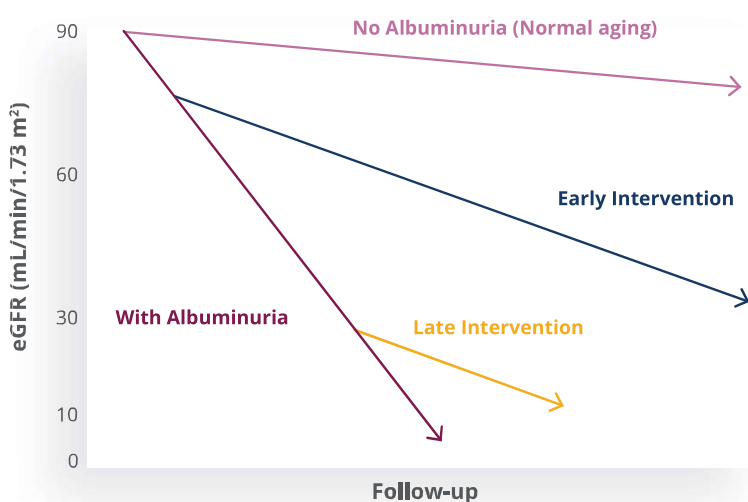 90
No Albuminuria (Normal aging)
eGFR (mL/min/1.73 m²)
60
Early Intervention
30
With Albuminuria
Late Intervention
10
0
Follow-up